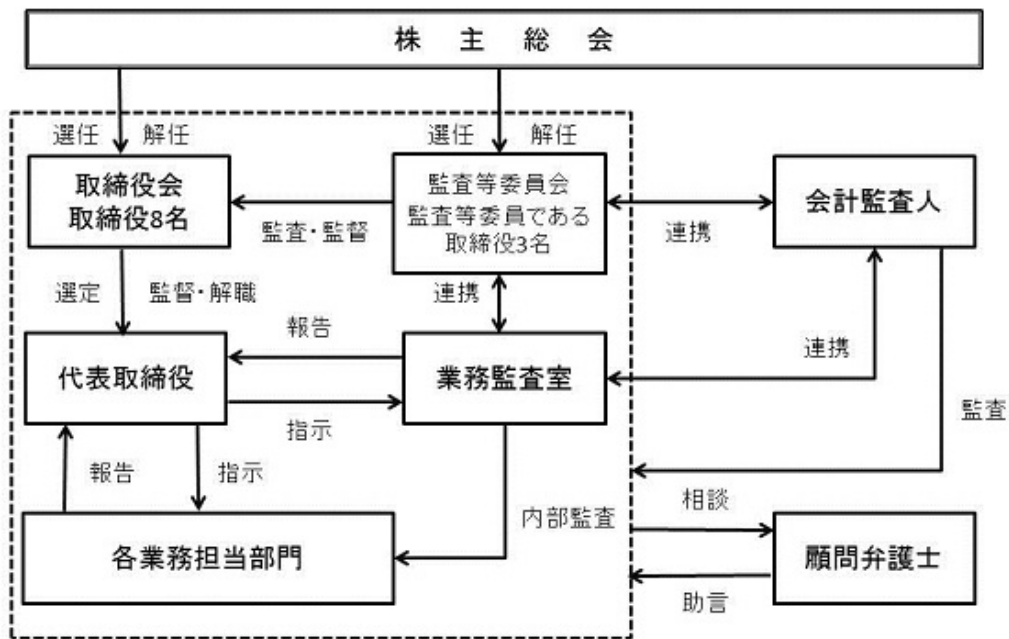 株主総会
選任 解任
選任 解任
取締役会
取締役8名
監査等委員会
監査等委員である
取締役3名
会計監査人
監査・監督
連携
選定 監督・解職
連携
報告
連携
代表取締役
業務監査室
指示
監査
報告
指示
相談
内部監査
各業務担当部門
顧問弁護士
助言